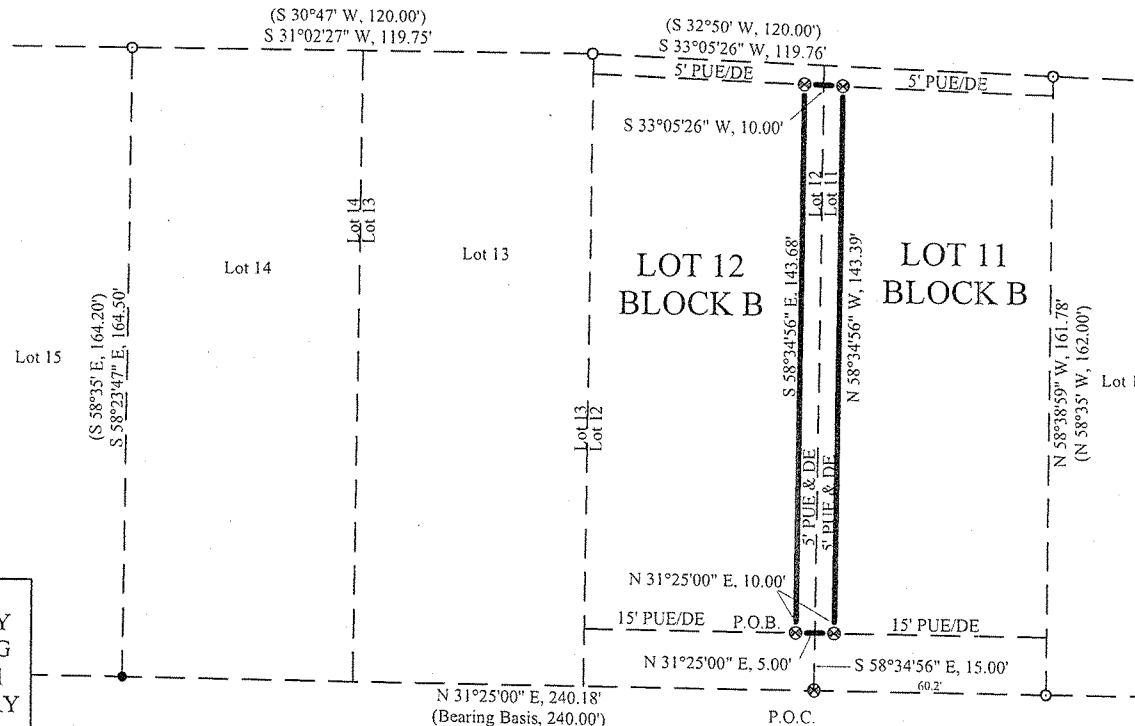 (S 30°47' W, 120.00')
S 31°02'27" W, 119.75'
(S 32°50' W, 120.00')
S 33°05'26" W, 119.76'
5' PUE/DE
5' PUE/DE
S 33°05'26" W, 10.00'
Lot 14
Lot 13
Lot 12
Lot 11
Lot 15
Lot 14
Lot 13
LOT 12
BLOCK B
LOT 11
BLOCK B
(S 58°35' E, 164.20')
S 58°23'47" E, 164.50'
S 58°34'56" E, 143.68'
N 58°34'56" W, 143.39'
N 58°38'59" W, 161.78'
(N 58°35' W, 162.00')
Lot 1
Lot 13
Lot 12
5' PUE & DE
5' PUE & DE
N 31°25'00" E, 10.00'
15' PUE/DE
P.O.B.
15' PUE/DE
N 31°25'00" E, 5.00'
S 58°34'56" E, 15.00'
60.2'
N 31°25'00" E, 240.18'
(Bearing Basis, 240.00')
P.O.C.
Y
G
RY